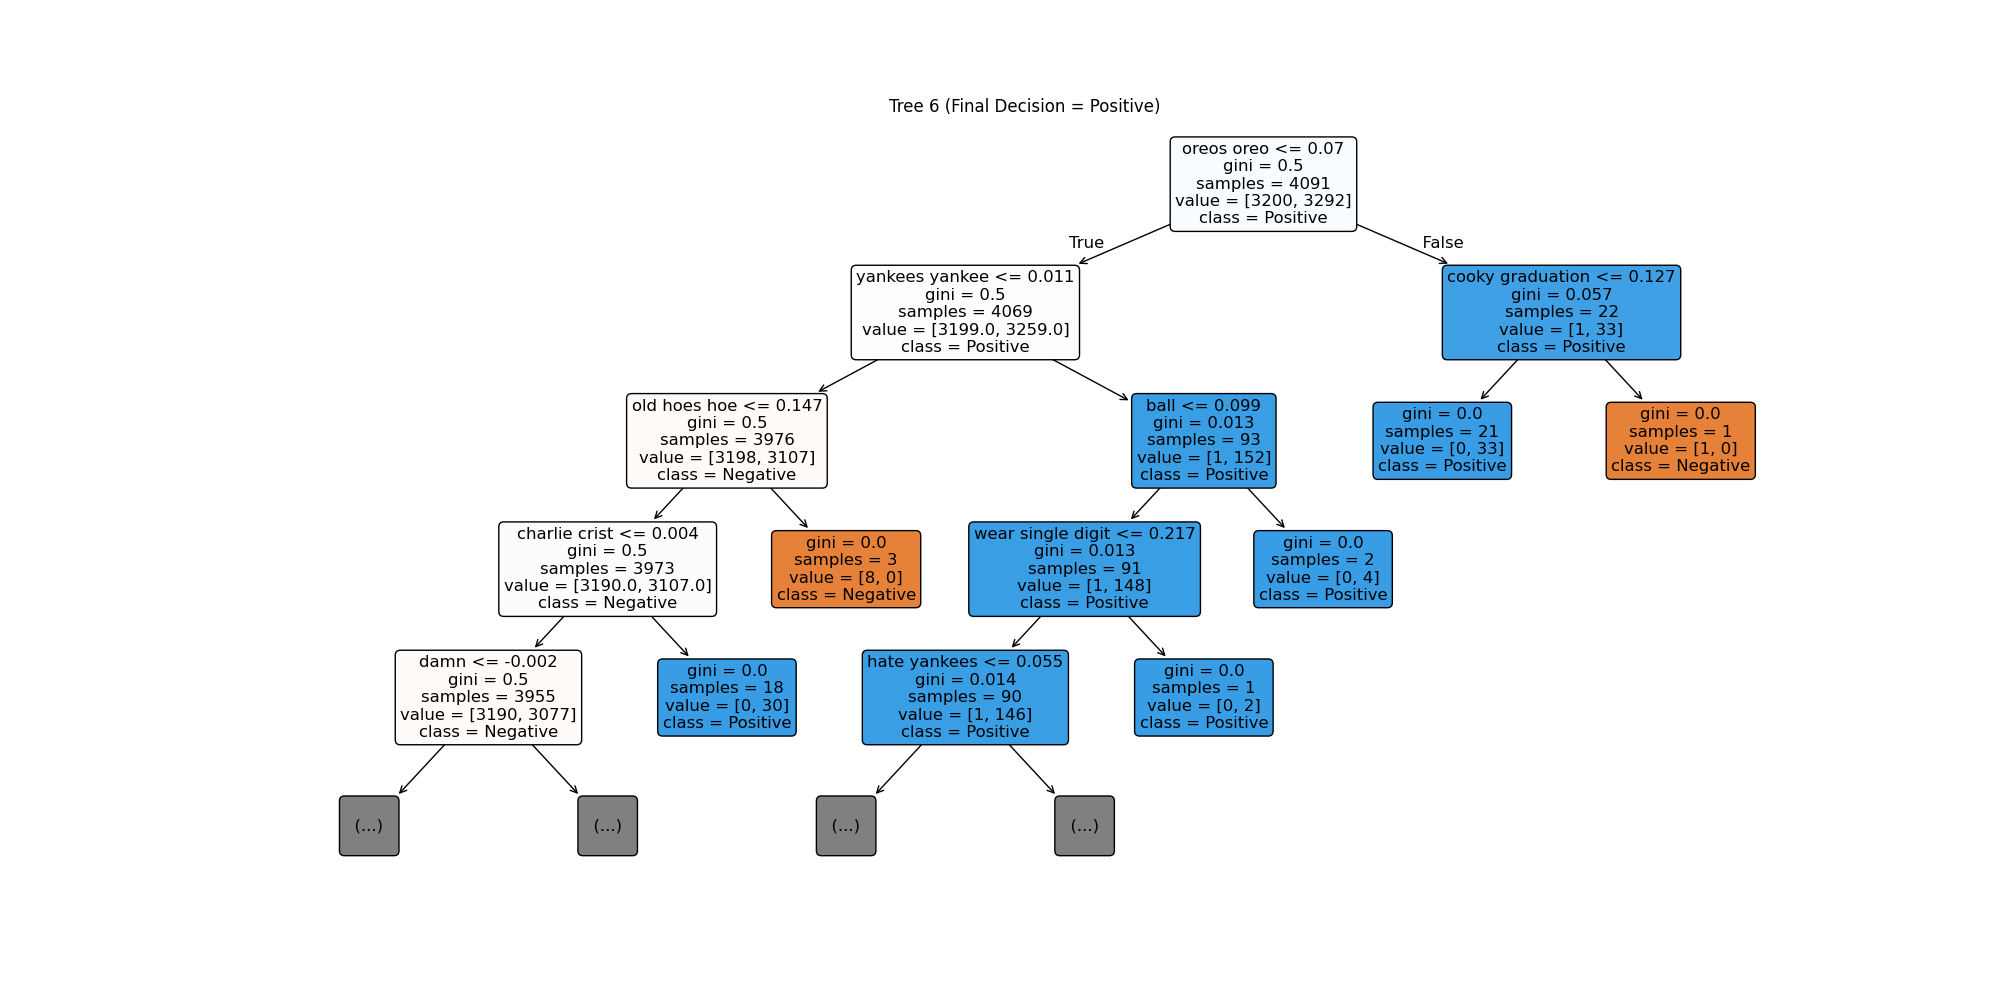 Tree 6 (Final Decision = Positive)
oreos oreo <= 0.07
gini = 0.5
samples = 4091
value = [3200, 3292]
class = Positive
True
False
yankees yankee <= 0.011
gini = 0.5
samples = 4069
value = [3199.0, 3259.0]
class = Positive
cooky graduation <= 0.127
gini = 0.057
samples = 22
value = [1, 33]
class = Positive
old hoes hoe <= 0.147
gini = 0.5
samples = 3976
value = [3198, 3107]
class = Negative
ball <= 0.099
gini = 0.013
samples = 93
value = [1, 152]
class = Positive
gini = 0.0
samples = 21
value = [0, 33]
class = Positive
gini = 0.0
samples = 1
value = [1, 0]
class = Negative
charlie crist <= 0.004
gini = 0.5
samples = 3973
value = [3190.0, 3107.0]
class = Negative
gini = 0.0
samples = 3
value = [8, 0]
class = Negative
wear single digit <= 0.217
gini = 0.013
samples = 91
value = [1, 148]
class = Positive
gini = 0.0
samples = 2
value = [0, 4]
class = Positive
damn <= -0.002
gini = 0.5
samples = 3955
value = [3190, 3077]
class = Negative
gini = 0.0
samples = 18
value = [0, 30]
class = Positive
hate yankees <= 0.055
gini = 0.014
samples = 90
value = [1, 146]
class = Positive
gini = 0.0
samples = 1
value = [0, 2]
class = Positive
(...)
(...)
(...)
(...)